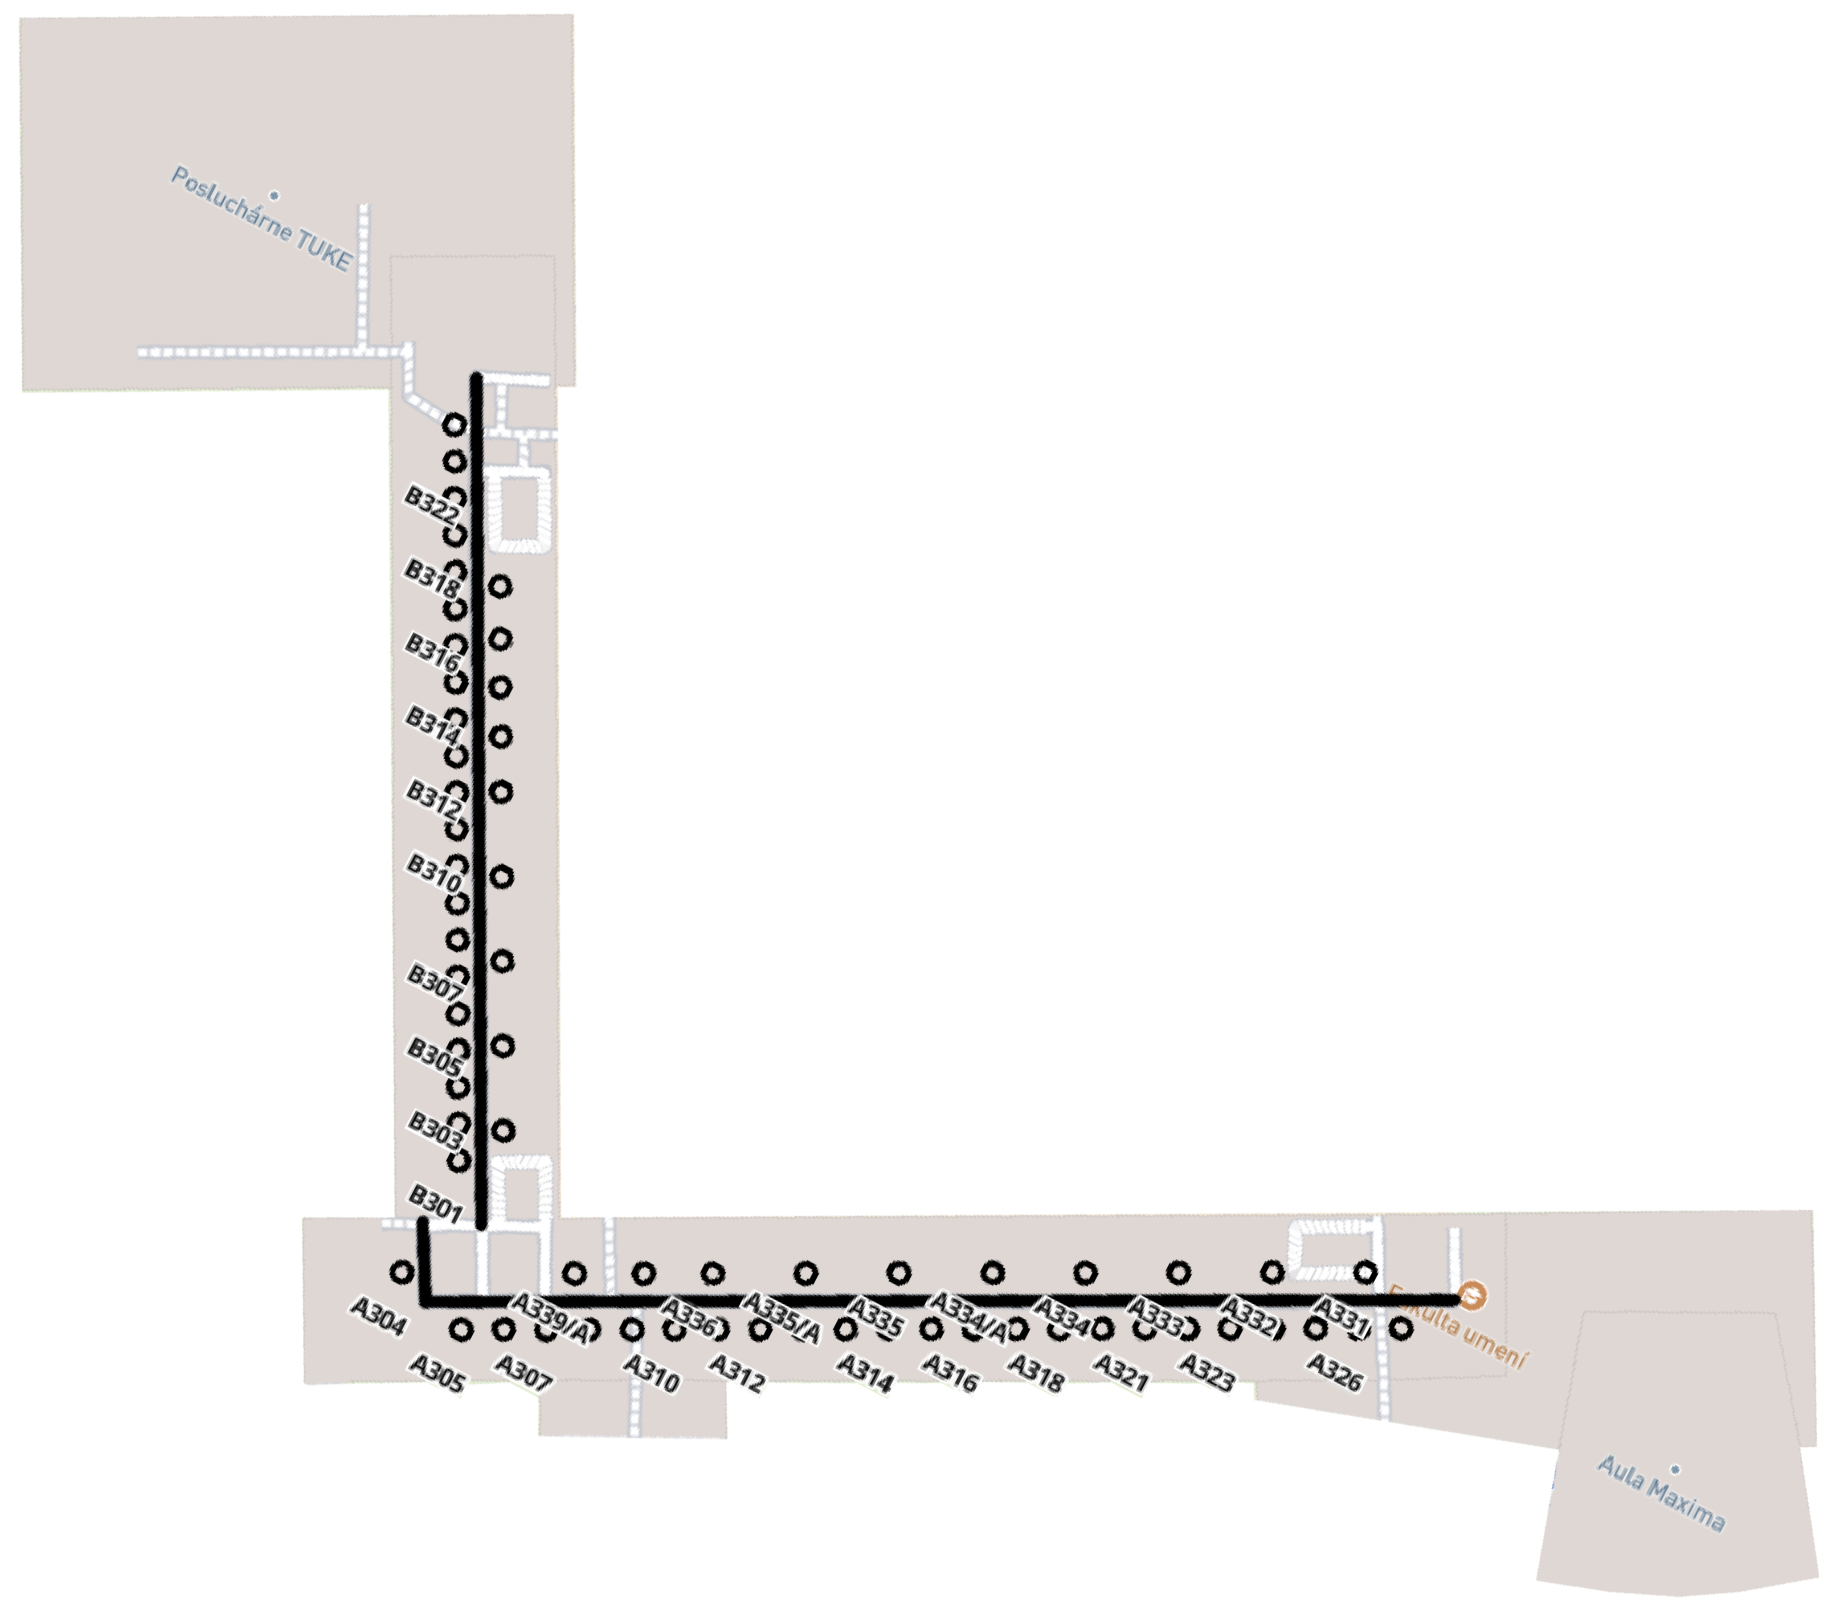 Posluchárne TUKE
B322
B318
B316
B314
B312
B310
B307
B305
B303
B301
A304
A339/A
A336
A335/A
A335
A334/A
A334
A333
A332
A331
Fakulta umení
A305
A307
A310
A312
A314
A316
A318
A321
A323
A326
Aula Maxima